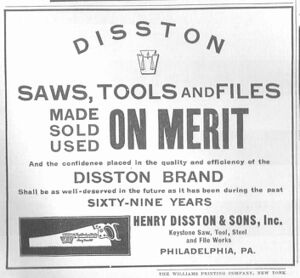 DISSTON
SAWS, TOOLS AND FILES
MADE
SOLD
USED
ON MERIT
And the confidence placed in the quality and efficiency of the
DISSTON BRAND
Shall be as well-deserved in the future as it has been during the past
SIXTY-NINE YEARS
HENRY DISSTON & SONS, Inc.
Keystone Saw, Tool, Steel
and File Works
PHILADELPHIA, PA.
THE WILLIAMS PRINTING COMPANY, NEW YORK